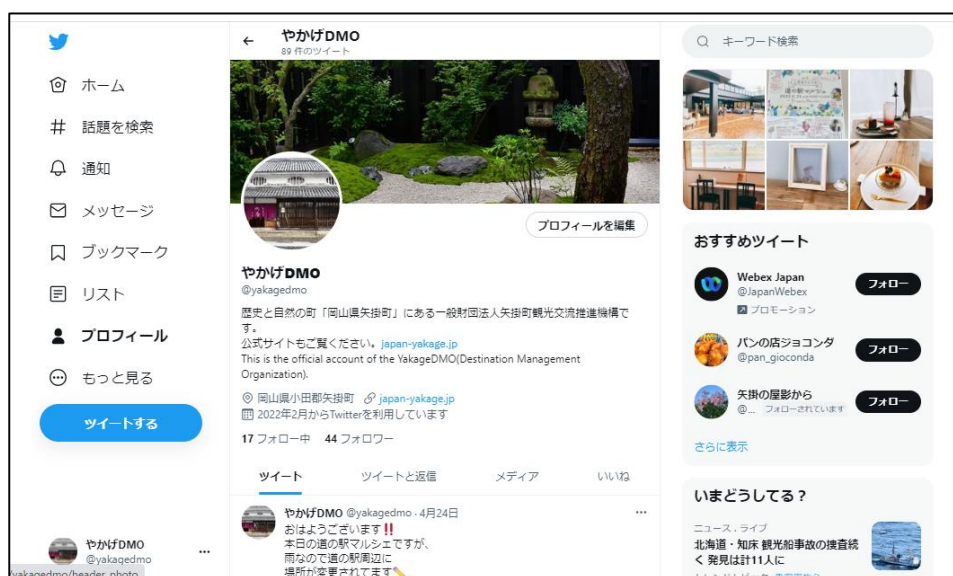 やかげDMO
89 件のツイート
キーワード検索
ホーム
話題を検索
通知
メッセージ
ブックマーク
リスト
プロフィール
もっと見る
ツイートする
やかげDMO
@yakagedmo
プロフィールを編集
やかげDMO
@yakagedmo
歴史と自然の町「岡山県矢掛町」にある一般財団法人矢掛町観光交流推進機構で
す。
公式サイトもご覧ください。japan-yakage.jp
This is the official account of the YakageDMO(Destination Management
Organization).
岡山県小田郡矢掛町 japan-yakage.jp
2022年2月からTwitterを利用しています
17 フォロー中 44 フォロワー
ツイート ツイートと返信 メディア いいね
やかげDMO @yakagedmo · 4月24日
おはようございます‼
本日の道の駅マルシェですが、
雨なので道の駅周辺に
場所が変更されてます✏
おすすめツイート
Webex Japan
@JapanWebex
プロモーション
フォロー
パンの店ジョコンダ
@pan_gioconda
フォロー
矢掛の屋影から
@... フォローされています
フォロー
さらに表示
いまどうしてる？
ニュース . ライブ
北海道・知床 観光船事故の捜査続
く 発見は計11人に